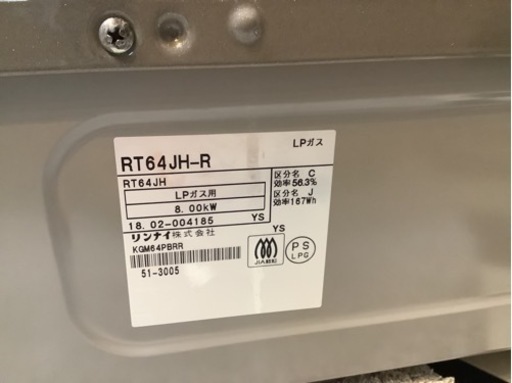 LPガス
RT64JH-R
RT64JH
LPガス用
8.00kW
18.02-004185 YS
リンナイ株式会社
KGM64PBRR
51-3005
区分名 C
効率56.3%
区分名 J
効率167Wh
YS
PS
LPG